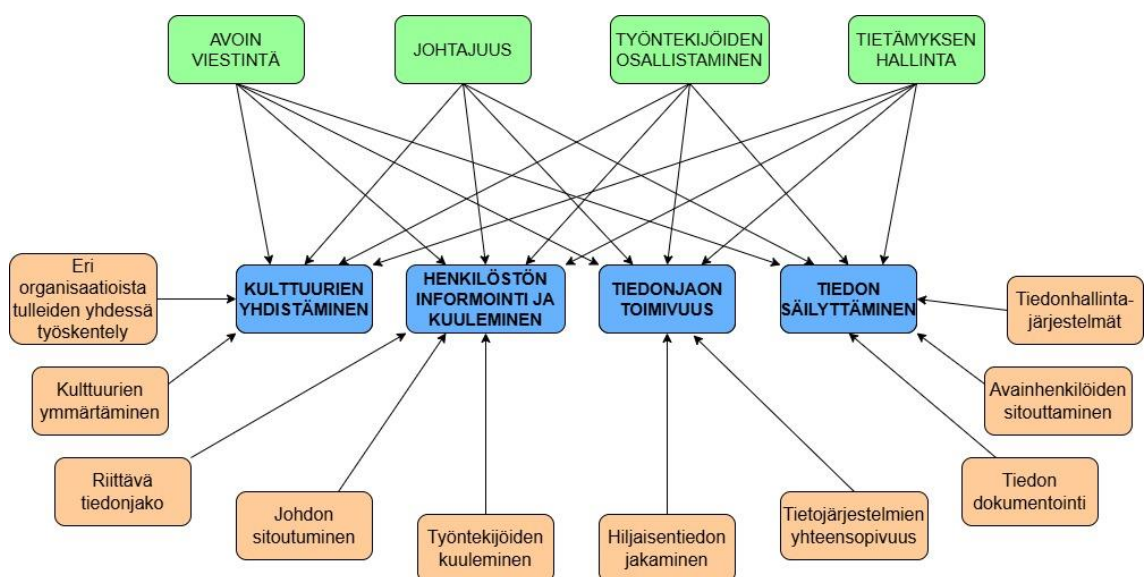 AVOIN
VIESTINTÄ
JOHTAJUUS
TYÖNTEKIJÖIDEN
OSALLISTAMINEN
TIETÄMYKSEN
HALLINTA
KULTTUURIEN
YHDISTÄMINEN
HENKILÖSTÖN
INFORMOINTI JA
KUULEMINEN
TIEDONJAON
TOIMIVUUS
TIEDON
SÄILYTTÄMINEN
Eri
organisaatioista
tulleiden yhdessä
työskentely
Tiedonhallinta-
järjestelmät
Kulttuurien
ymmärtäminen
Avainhenkilöiden
sitouttaminen
Riittävä
tiedonjako
Tiedon
dokumentointi
Johdon
sitoutuminen
Työntekijöiden
kuuleminen
Hiljaisentiedon
jakaminen
Tietojärjestelmien
yhteensopivuus